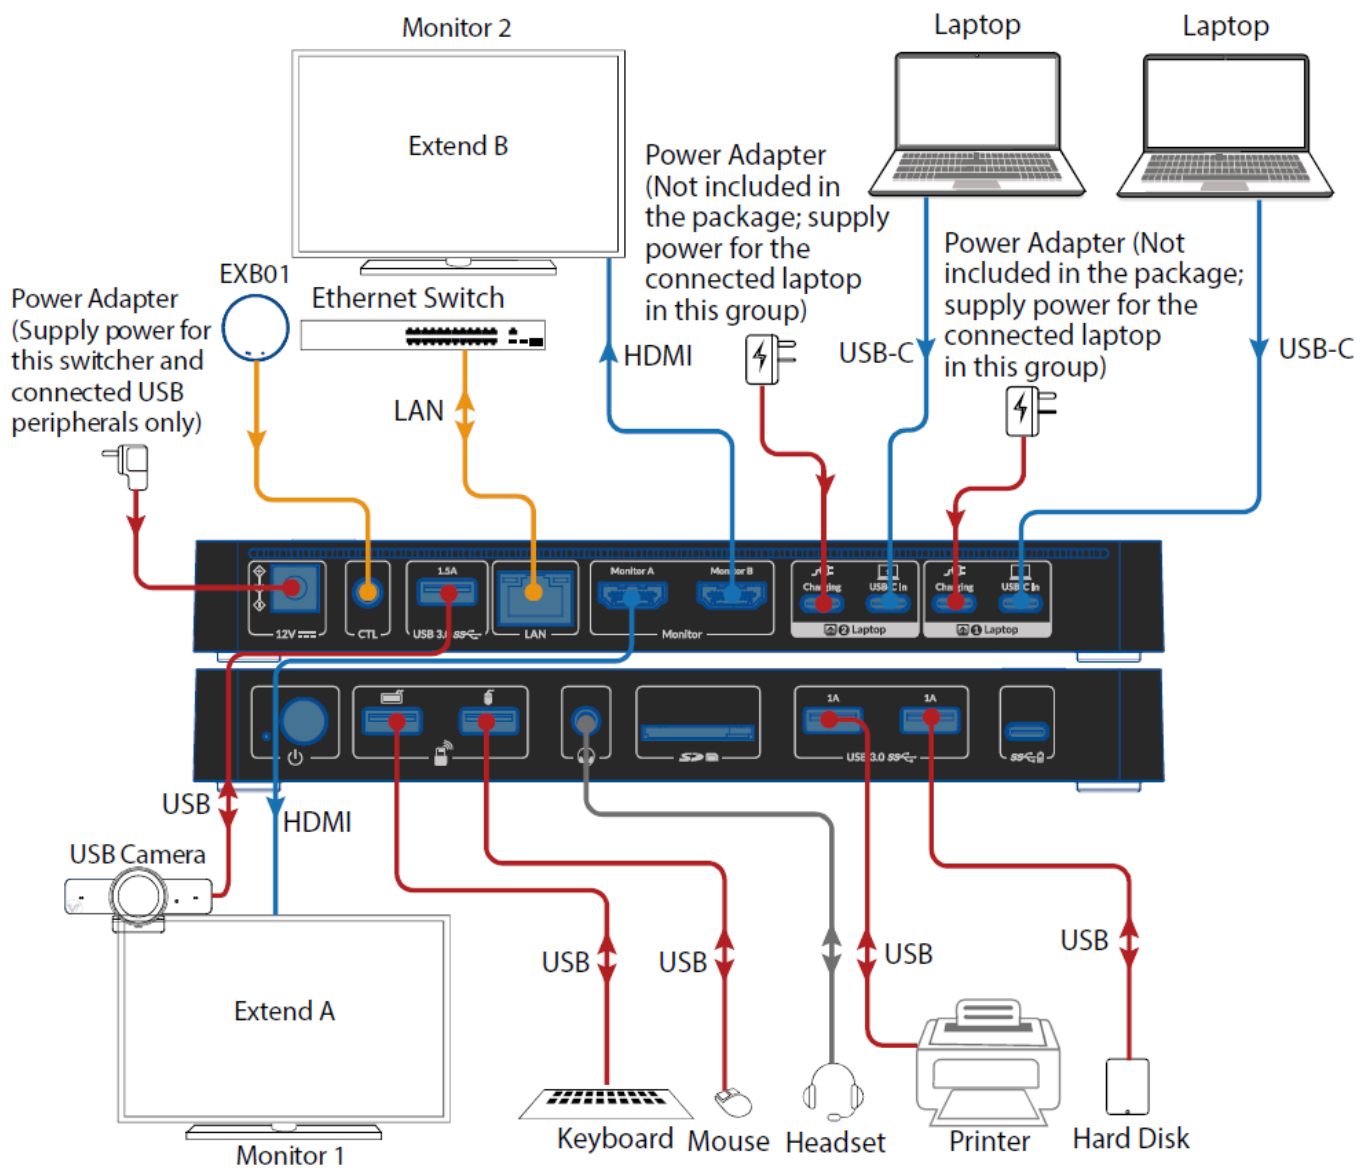 Monitor 2
Laptop
Laptop
Extend B
Power Adapter
(Not included in
the package; supply
power for the
connected laptop
in this group)
Power Adapter (Not
included in the package;
supply power for the
connected laptop
in this group)
EXB01
Ethernet Switch
Power Adapter
(Supply power for
this switcher and
connected USB
peripherals only)
LAN
HDMI
USB-C
USB-C
1.5A
Monitor A
Monitor B
Charging
USB-C In
Charging
USB-C In
12V
CTL
USB 3.0
LAN
Monitor
2 Laptop
1 Laptop
1A
1A
USB 3.0
USB
HDMI
USB Camera
USB
USB
USB
USB
Extend A
Monitor 1
Keyboard
Mouse
Headset
Printer
Hard Disk